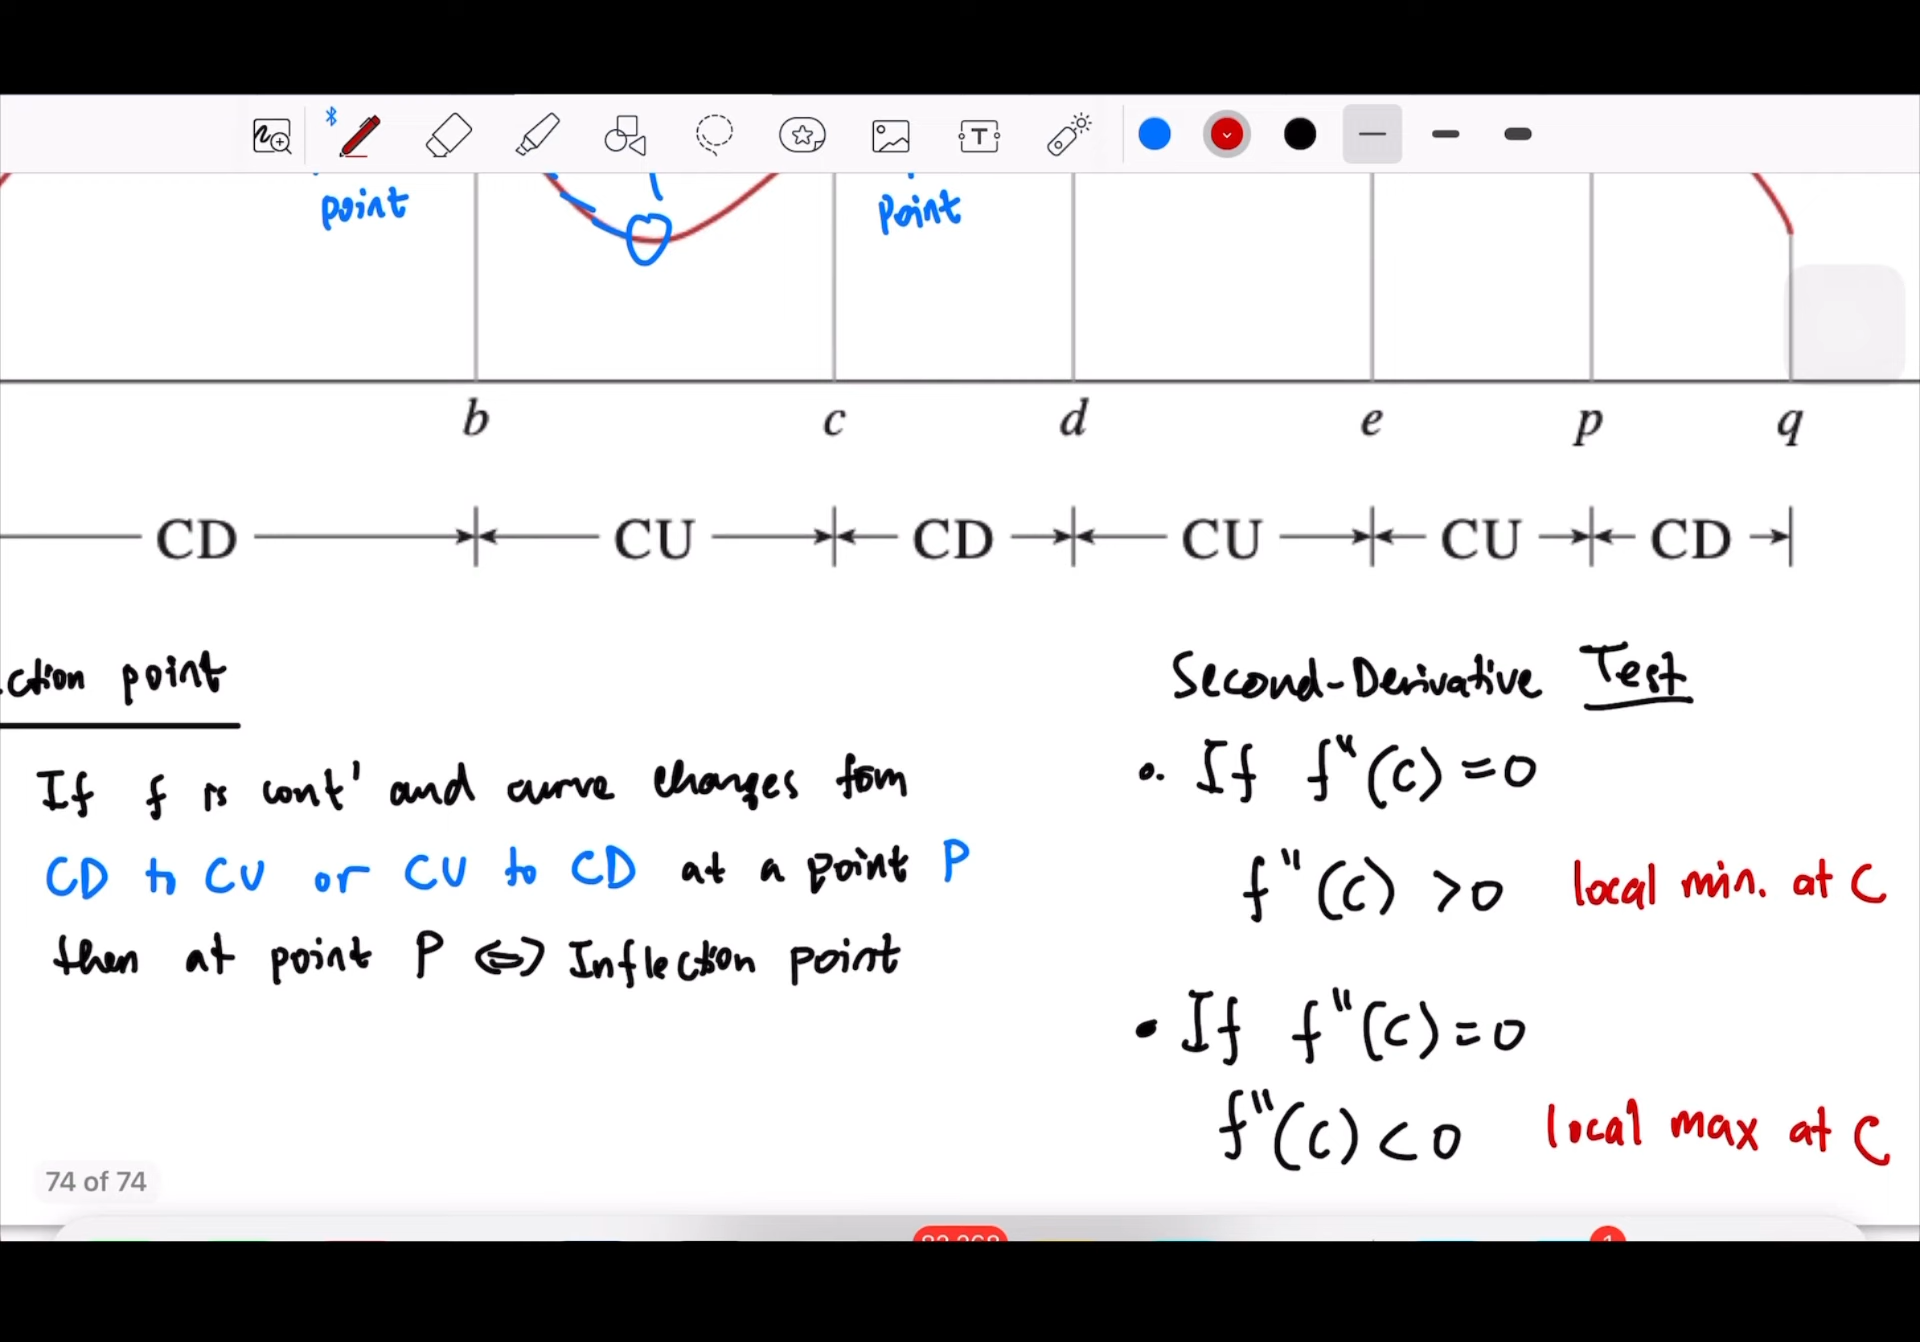 T
point
Point
b c d e p q
CD CU CD CU CU CD
ction point
If f is cont' and curve changes fom
CD to CU or CU to CD at a point P
then at point P ⇔ Inflection point
Second-Derivative Test
If f"(c) = 0
f"(c) > 0 local min. at c
• If f"(c) = 0
f"(c) < 0 local max at c
74 of 74